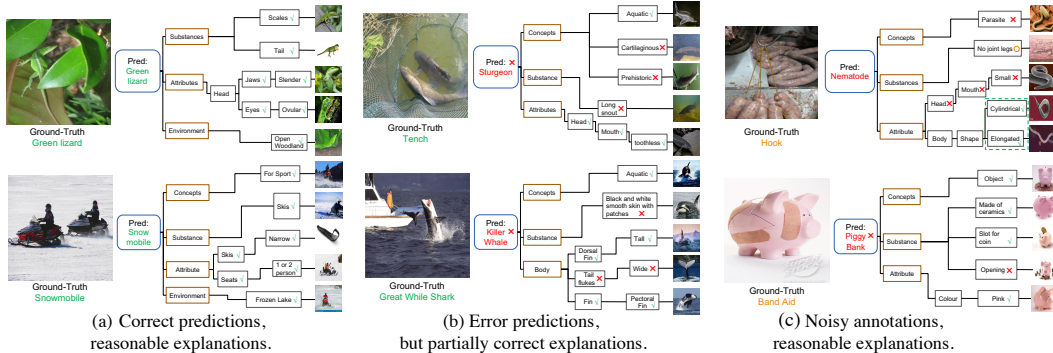 Pred:
Green
lizard
Substances
Scales √
Tail √
Attributes
Head
Jaws √
Slender √
Eyes √
Ovular √
Environment
Open √
Woodland
Ground-Truth
Green lizard
Pred:
Snow
mobile
Concepts
For Sport √
Substance
Skis √
Attribute
Skis √
Narrow √
Seats √
1 or 2
person √
Environment
Frozen Lake √
Ground-Truth
Snowmobile
(a) Correct predictions,
reasonable explanations.
Pred: ×
Sturgeon
Concepts
Aquatic √
Cartilaginous ×
Prehistoric ×
Substance
Long
snout ×
Attributes
Head √
Mouth √
toothless √
Ground-Truth
Tench
Pred:
Killer ×
Whale
Concepts
Aquatic √
Substance
Black and white
smooth skin with
patches ×
Body
Dorsal
Fin √
Tall √
Tail
flukes ×
Wide ×
Fin √
Pectoral
Fin √
Ground-Truth
Great While Shark
(b) Error predictions,
but partially correct explanations.
Pred: ×
Nematode
Concepts
Parasite ×
Substances
No joint legs
Attribute
Head ×
Mouth ×
Small ×
Body
Shape
Cylindrical √
Elongated √
Ground-Truth
Hook
Pred: ×
Piggy
Bank
Concepts
Object √
Substance
Made of
ceramics √
Slot for
coin √
Opening ×
Attribute
Colour
Pink √
Ground-Truth
Band Aid
(c) Noisy annotations,
reasonable explanations.